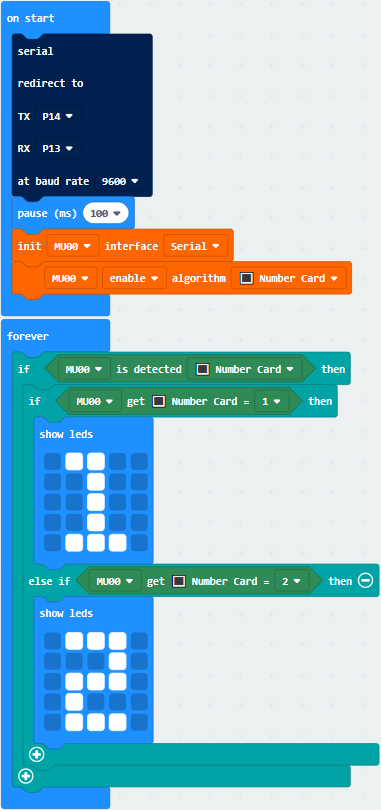 on start
serial
redirect to
TX P14
RX P13
at baud rate 9600
pause (ms) 100
init MU00 interface Serial
MU00 enable algorithm Number Card
forever
if MU00 is detected Number Card then
if MU00 get Number Card = 1 then
show leds
else if MU00 get Number Card = 2 then
show leds